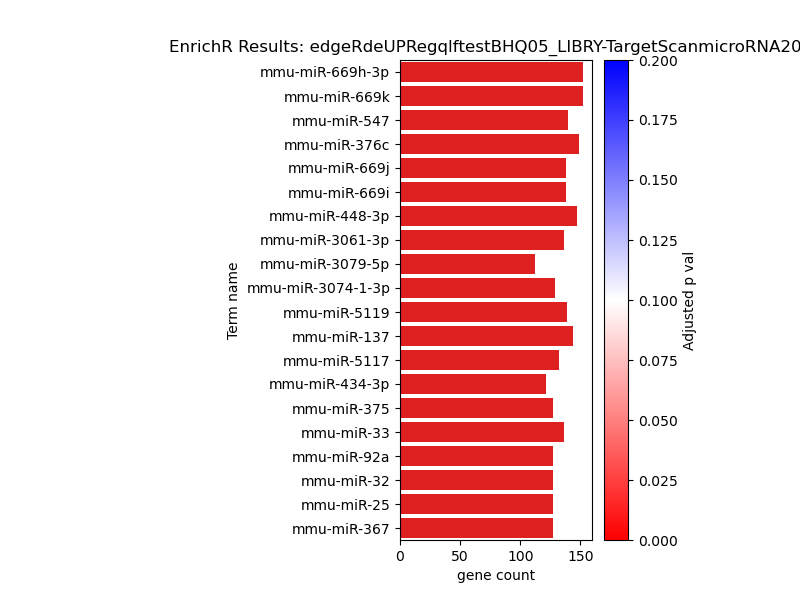 EnrichR Results: edgeRdeUPRegqlftestBHQ05_LIBRY-TargetScanmicroRNA20
mmu-miR-669h-3p
mmu-miR-669k
mmu-miR-547
mmu-miR-376c
mmu-miR-669j
mmu-miR-669i
mmu-miR-448-3p
mmu-miR-3061-3p
mmu-miR-3079-5p
mmu-miR-3074-1-3p
mmu-miR-5119
mmu-miR-137
mmu-miR-5117
mmu-miR-434-3p
mmu-miR-375
mmu-miR-33
mmu-miR-92a
mmu-miR-32
mmu-miR-25
mmu-miR-367
Term name
0 50 100 150
gene count
0.200
0.175
0.150
0.125
0.100
0.075
0.050
0.025
0.000
Adjusted p val